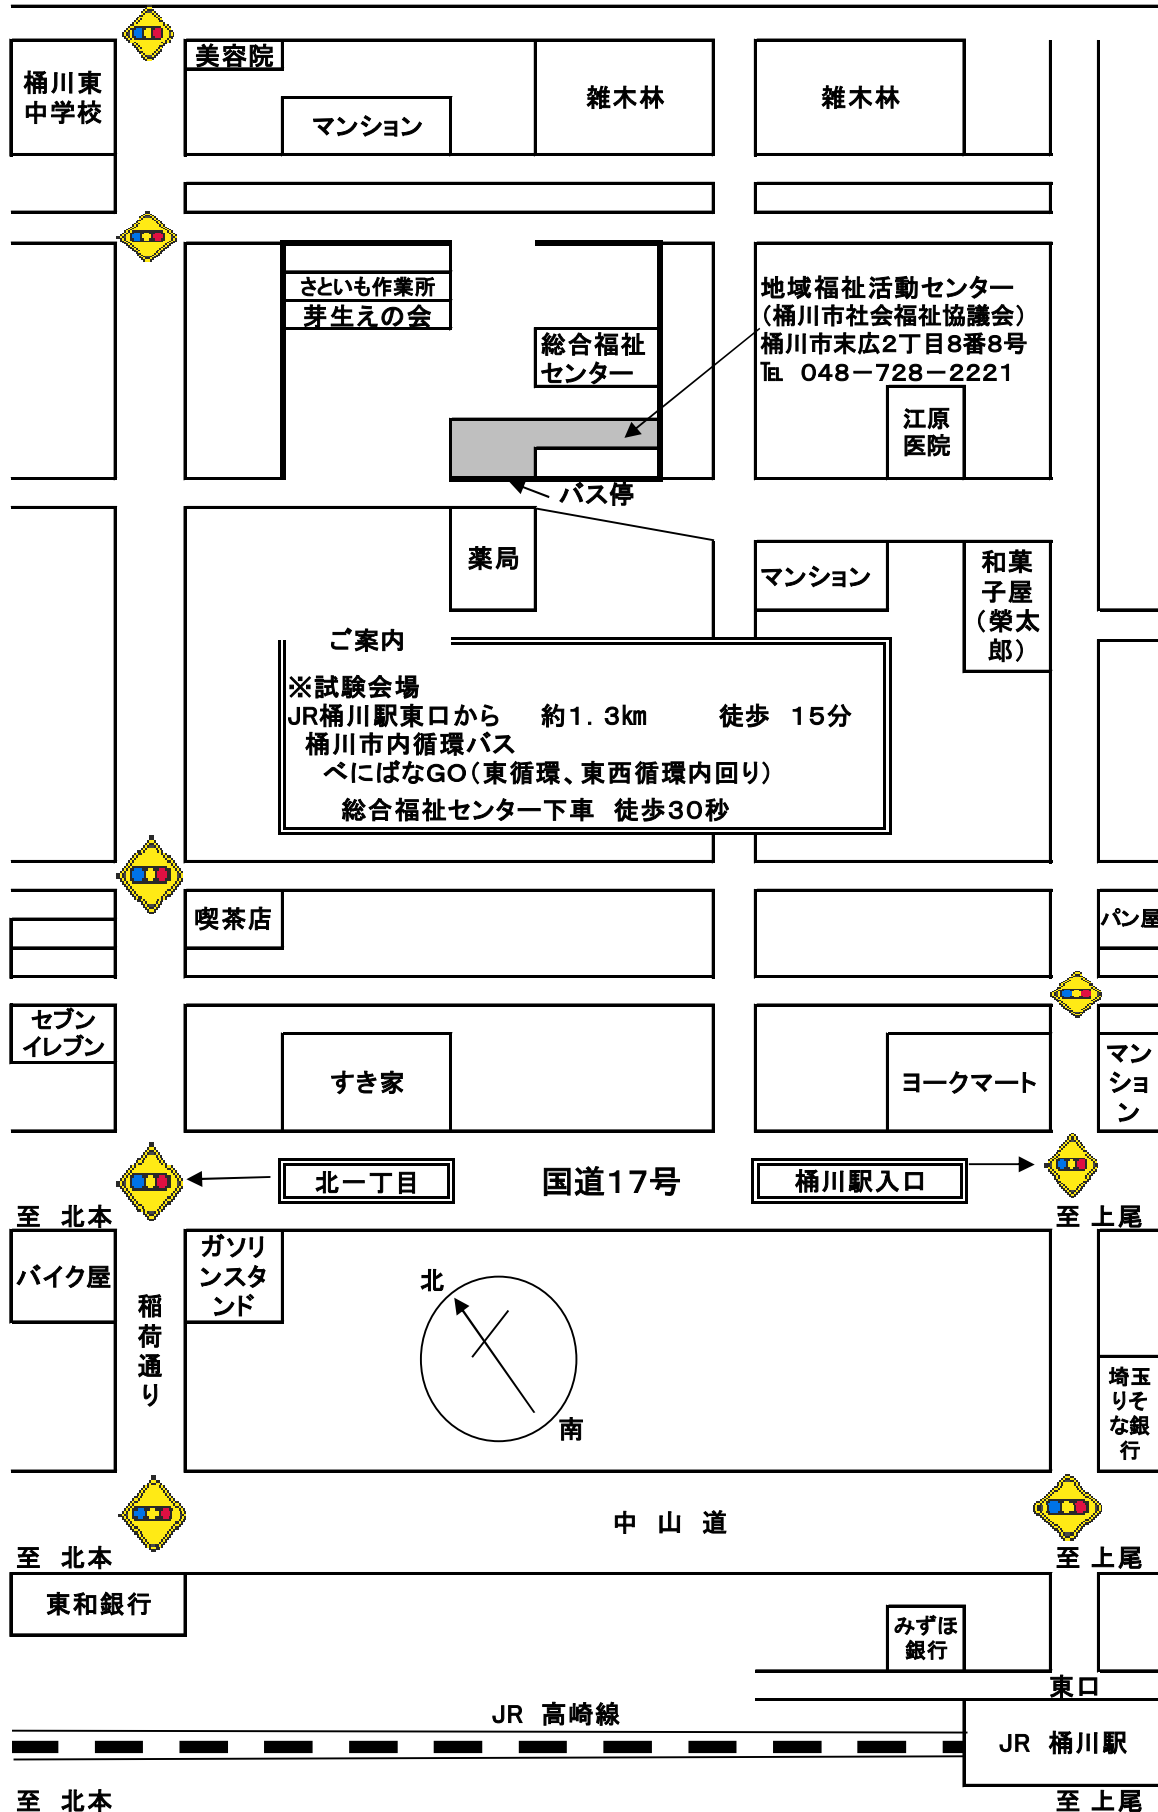 美容院
桶川東
中学校
マンション
雑木林
雑木林
さといも作業所
芽生えの会
総合福祉
センター
地域福祉活動センター
（桶川市社会福祉協議会）
桶川市末広2丁目8番8号
℡ 048－728－2221
江原
医院
バス停
薬局
マンション
和菓
子屋
（榮太
郎）
ご案内
※試験会場
JR桶川駅東口から 約1．3㎞ 徒歩 15分
桶川市内循環バス
べにばなGO（東循環、東西循環内回り）
総合福祉センター下車 徒歩30秒
喫茶店
パン屋
セブン
イレブン
すき家
ヨークマート
マン
ショ
ン
北一丁目
国道17号
桶川駅入口
至 北本
至 上尾
バイク屋
ガソリ
ンスタ
ンド
稲
荷
通
り
北
南
埼玉
りそ
な銀
行
中 山 道
至 北本
至 上尾
東和銀行
みずほ
銀行
東口
JR 高崎線
JR 桶川駅
至 北本
至 上尾